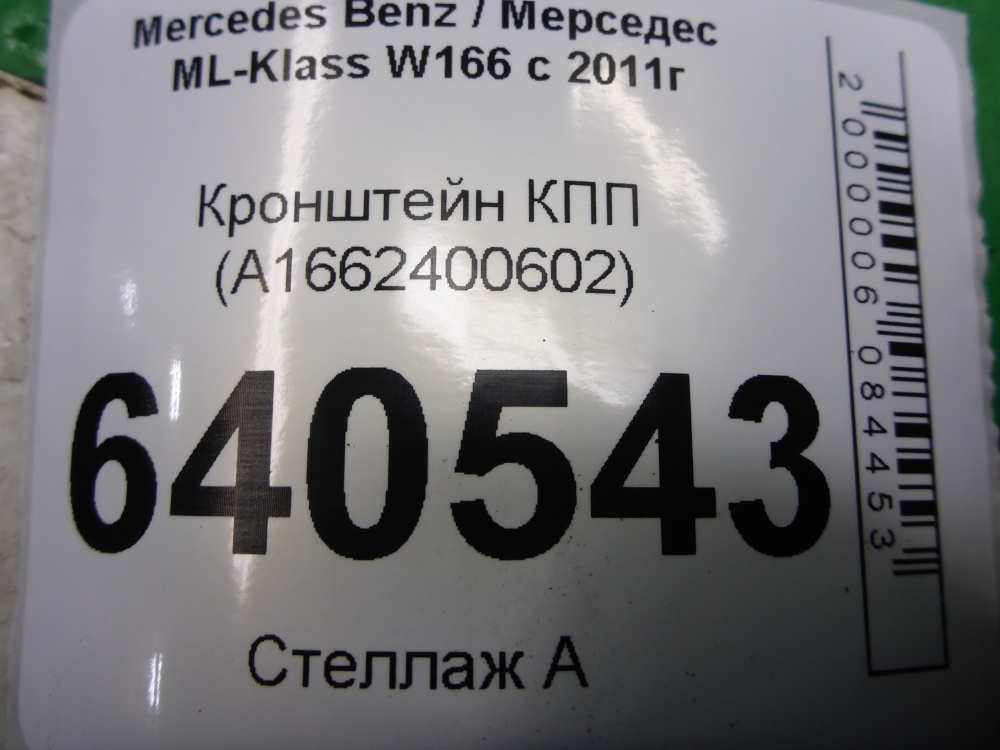 Mercedes Benz / Мерседес
ML-Klass W166 с 2011г
Кронштейн КПП
(A1662400602)
640543
Стеллаж А
2000006084453